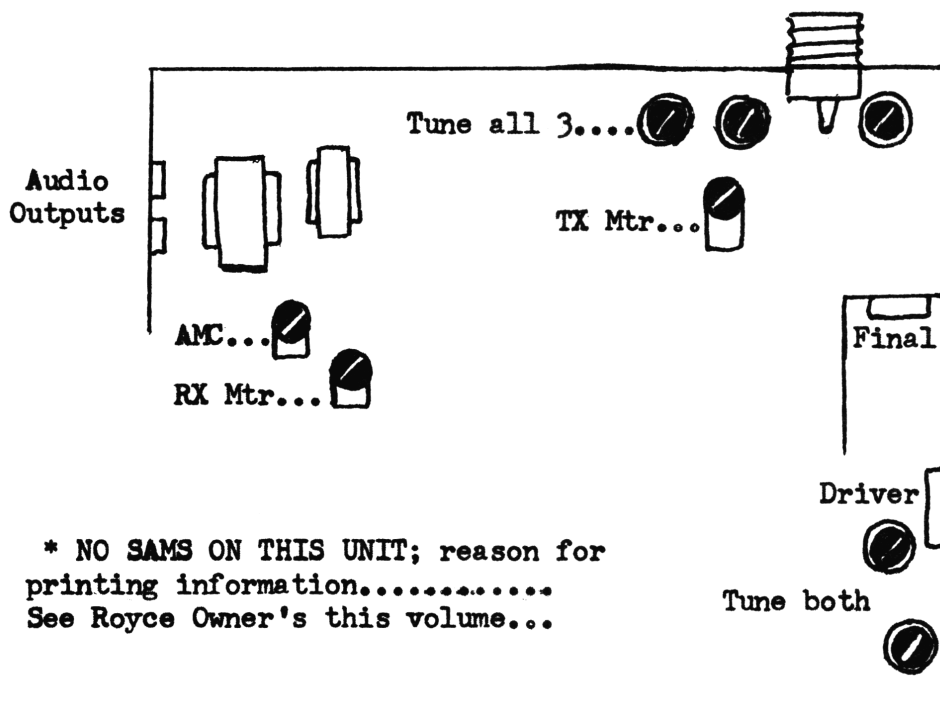 Tune all 3....
Audio
Outputs
TX Mtr...
AMC...
Final
RX Mtr...
Driver
* NO SAMS ON THIS UNIT; reason for
printing information.............
See Royce Owner's this volume...
Tune both